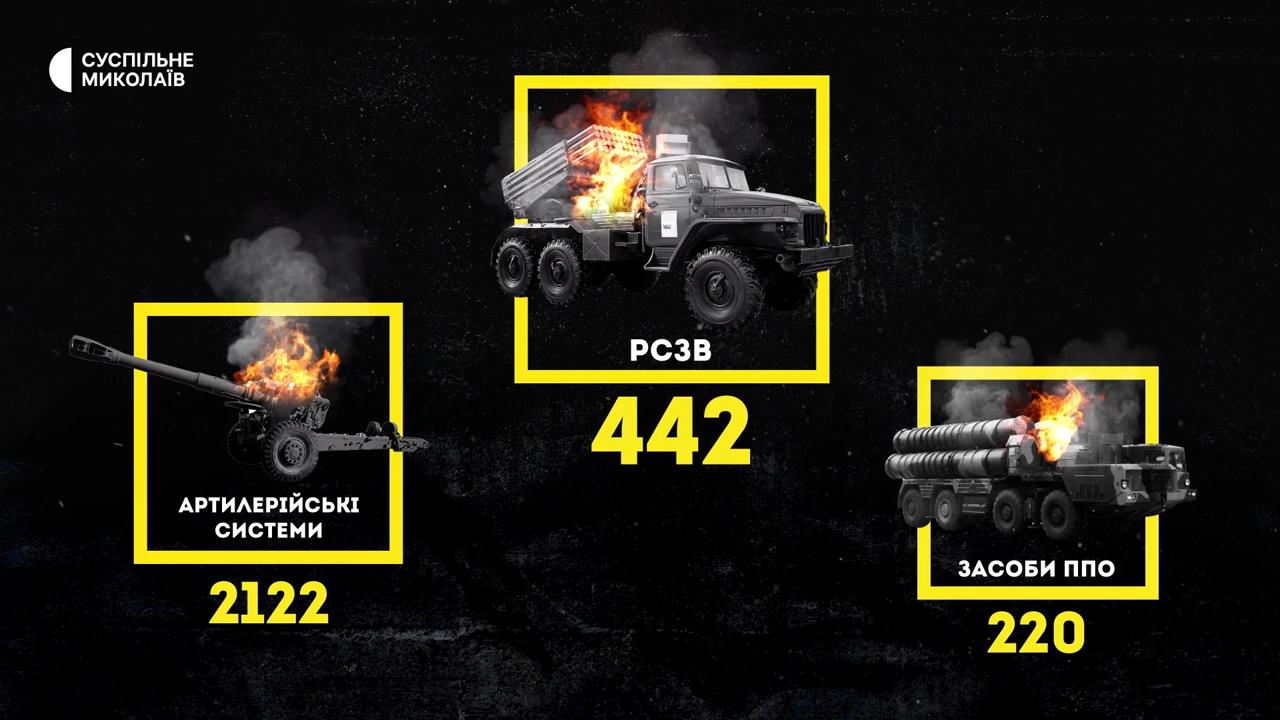 СУСПІЛЬНЕ
МИКОЛАЇВ
РСЗВ
442
АРТИЛЕРІЙСЬКІ
СИСТЕМИ
2122
ЗАСОБИ ППО
220